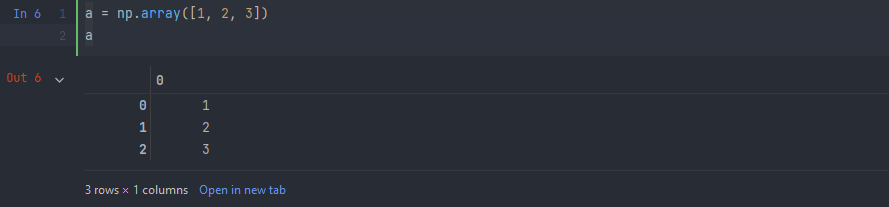 In 6 1 a = np.array([1, 2, 3])
2 a
Out 6 0
0 1
1 2
2 3
3 rows × 1 columns Open in new tab